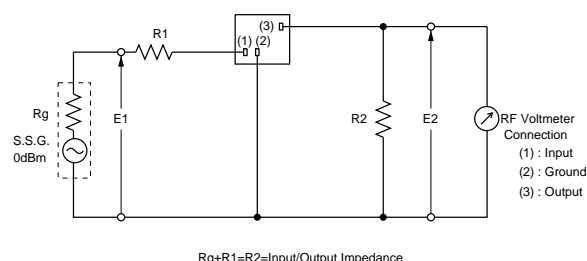 (3)
R1
(1) (2)
Rg
E1
R2
E2
RF Voltmeter
S.S.G.
0dBm
Connection
(1) : Input
(2) : Ground
(3) : Output
Rg+R1=R2=Input/Output Impedance